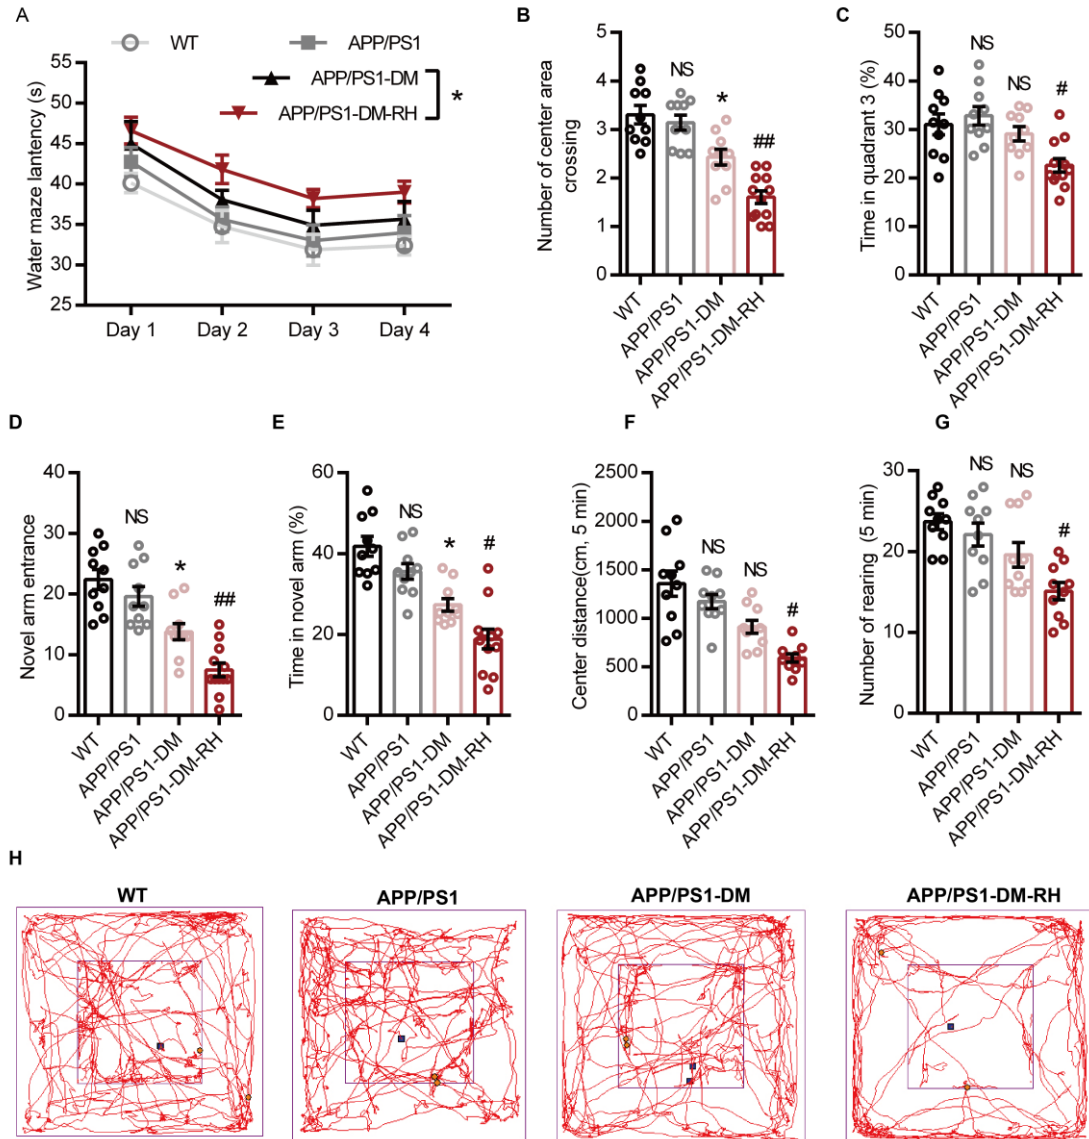 A
WT
APP/PS1
APP/PS1-DM
APP/PS1-DM-RH
*
Water maze lantency (s)
55
50
45
40
35
30
25
Day 1 Day 2 Day 3 Day 4
B
Number of center area
crossing
5
4
3
2
1
0
NS
*
##
WT
APP/PS1
APP/PS1-DM
APP/PS1-DM-RH
C
Time in quadrant 3 (%)
50
40
30
20
10
0
NS
NS
#
WT
APP/PS1
APP/PS1-DM
APP/PS1-DM-RH
D
Novel arm entrance
40
30
20
10
0
NS
*
##
WT
APP/PS1
APP/PS1-DM
APP/PS1-DM-RH
E
Time in novel arm (%)
60
40
20
0
NS
*
#
WT
APP/PS1
APP/PS1-DM
APP/PS1-DM-RH
F
Center distance(cm, 5 min)
2500
2000
1500
1000
500
0
NS
NS
#
WT
APP/PS1
APP/PS1-DM
APP/PS1-DM-RH
G
Number of rearing (5 min)
30
20
10
0
NS
NS
#
WT
APP/PS1
APP/PS1-DM
APP/PS1-DM-RH
H
WT
APP/PS1
APP/PS1-DM
APP/PS1-DM-RH